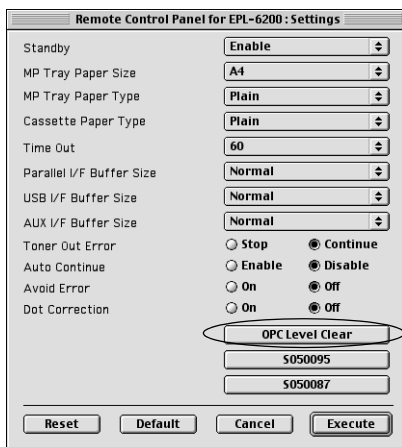 Remote Control Panel for EPL-6200 : Settings
Standby Enable
MP Tray Paper Size A4
MP Tray Paper Type Plain
Cassette Paper Type Plain
Time Out 60
Parallel I/F Buffer Size Normal
USB I/F Buffer Size Normal
AUX I/F Buffer Size Normal
Toner Out Error Stop Continue
Auto Continue Enable Disable
Avoid Error On Off
Dot Correction On Off
OPC Level Clear
S050095
S050087
Reset Default Cancel Execute